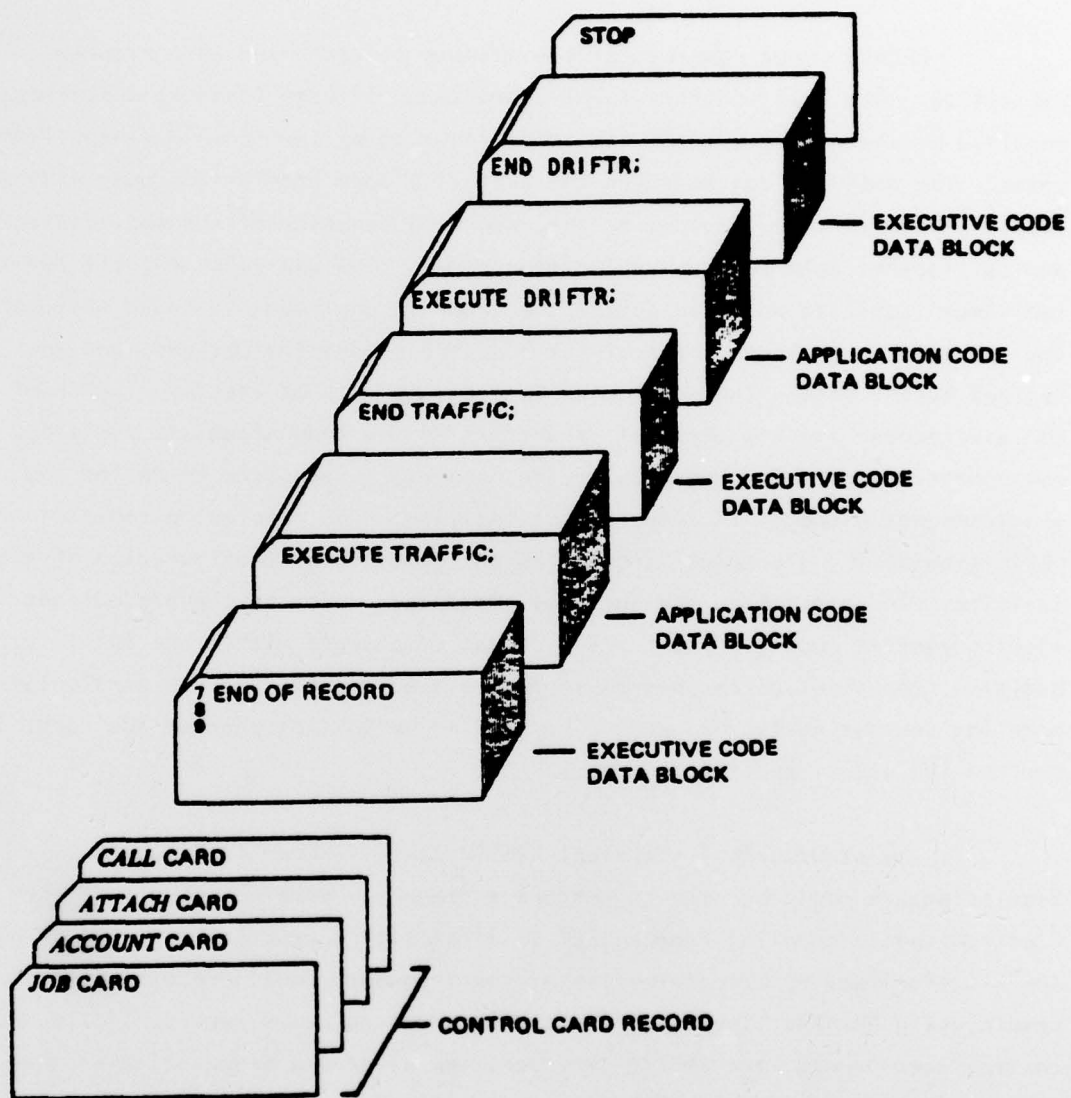 STOP
END DRIFTR;
EXECUTIVE CODE
DATA BLOCK
EXECUTE DRIFTR;
APPLICATION CODE
DATA BLOCK
END TRAFFIC;
EXECUTIVE CODE
DATA BLOCK
EXECUTE TRAFFIC;
APPLICATION CODE
DATA BLOCK
7 END OF RECORD
8
9
EXECUTIVE CODE
DATA BLOCK
CALL CARD
ATTACH CARD
ACCOUNT CARD
JOB CARD
CONTROL CARD RECORD